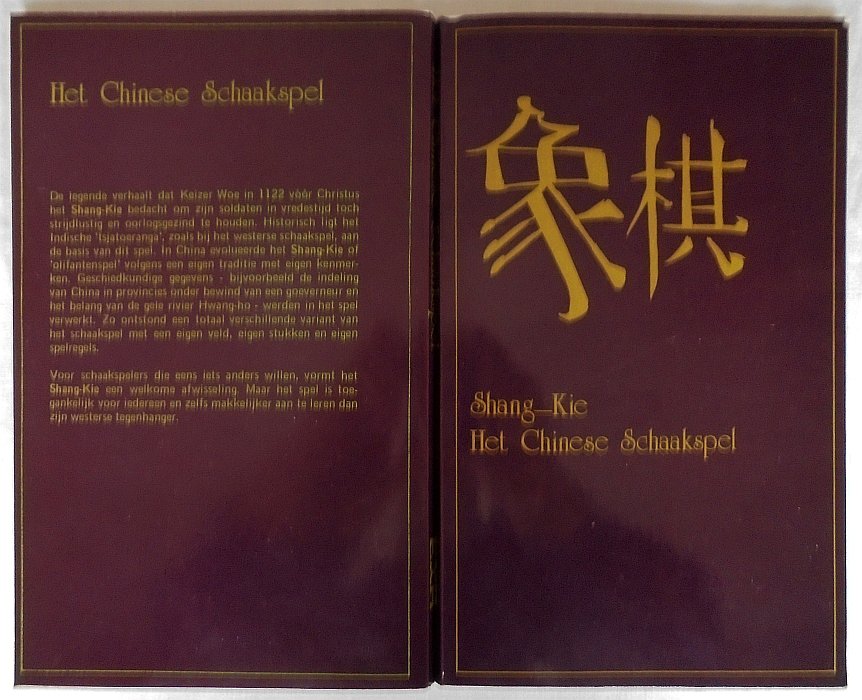 Het Chinese Schaakspel
De legende verhaalt dat Keizer Woe in 1122 vòòr Christus
het Shang-Kie bedacht om zijn soldaten in vredestijd toch
strijdlustig en oorlogsgezind te houden. Historisch ligt het
Indische 'tsjatoeranga', zoals bij het westerse schaakspel, aan
de basis van dit spel. In China evolueerde het Shang-Kie of
'olifantenspel' volgens een eigen traditie met eigen kenmer-
ken. Geschiedkundige gegevens - bijvoorbeeld de indeling
van China in provincies onder bewind van een goeverneur en
het belang van de gele rivier Hwang-ho - werden in het spel
verwerkt. Zo ontstond een totaal verschillende variant van
het schaakspel met een eigen veld, eigen stukken en eigen
spelregels.
Voor schaakspelers die eens iets anders willen, vormt het
Shang-Kie een welkome afwisseling. Maar het spel is toe-
gankelijk voor iedereen en zelfs makkelijker aan te leren dan
zijn westerse tegenhanger.
象棋
Shang-Kie
Het Chinese Schaakspel